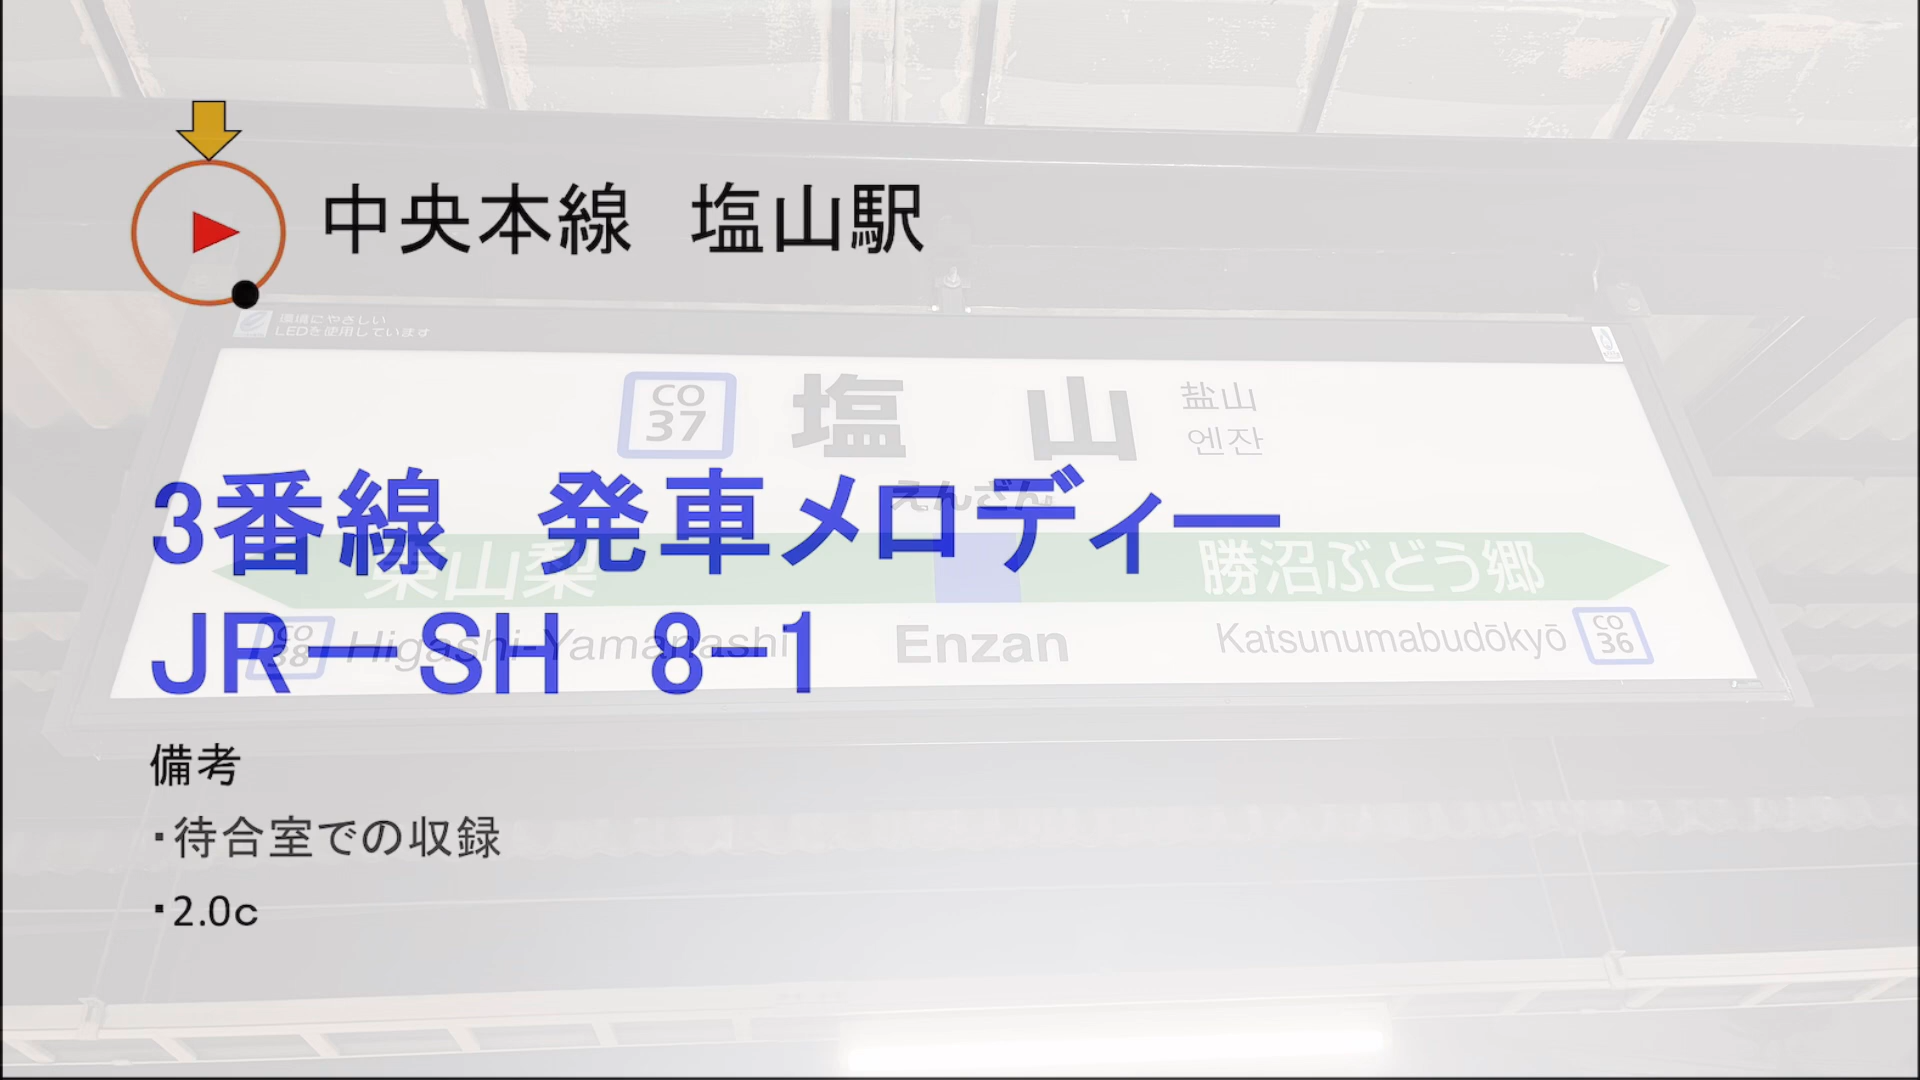 中央本線　塩山駅
環境にやさしい
LEDを使用しています
CO
37
塩　山
盐山
엔잔
えんざん
3番線　発車メロディー
東山梨
勝沼ぶどう郷
JR―SH　8−1
CO
38
Higashi-Yamanashi
Enzan
Katsunumabudōkyō
CO
36
備考
・待合室での収録
・2.0c